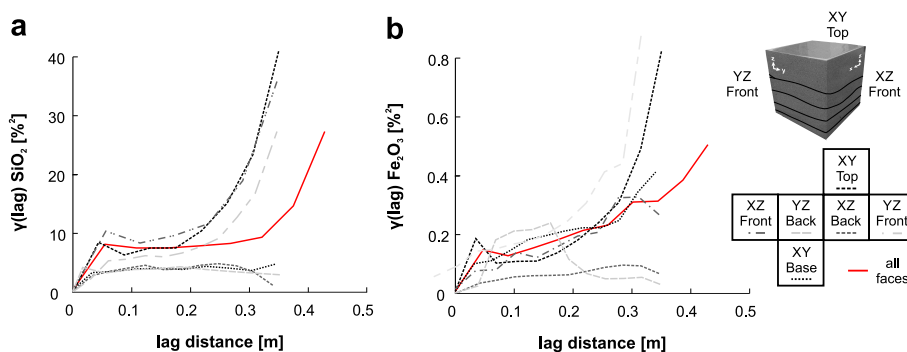 a
γ(lag) SiO₂ [%²]
40
30
20
10
0
0
0.1
0.2
0.3
0.4
0.5
lag distance [m]
b
γ(lag) Fe₂O₃ [%²]
0.8
0.6
0.4
0.2
0
0
0.1
0.2
0.3
0.4
0.5
lag distance [m]
XY
Top
YZ
Front
XZ
Front
z
y
x
z
XY
Top
XZ
Front
YZ
Back
XZ
Back
YZ
Front
XY
Base
all
faces